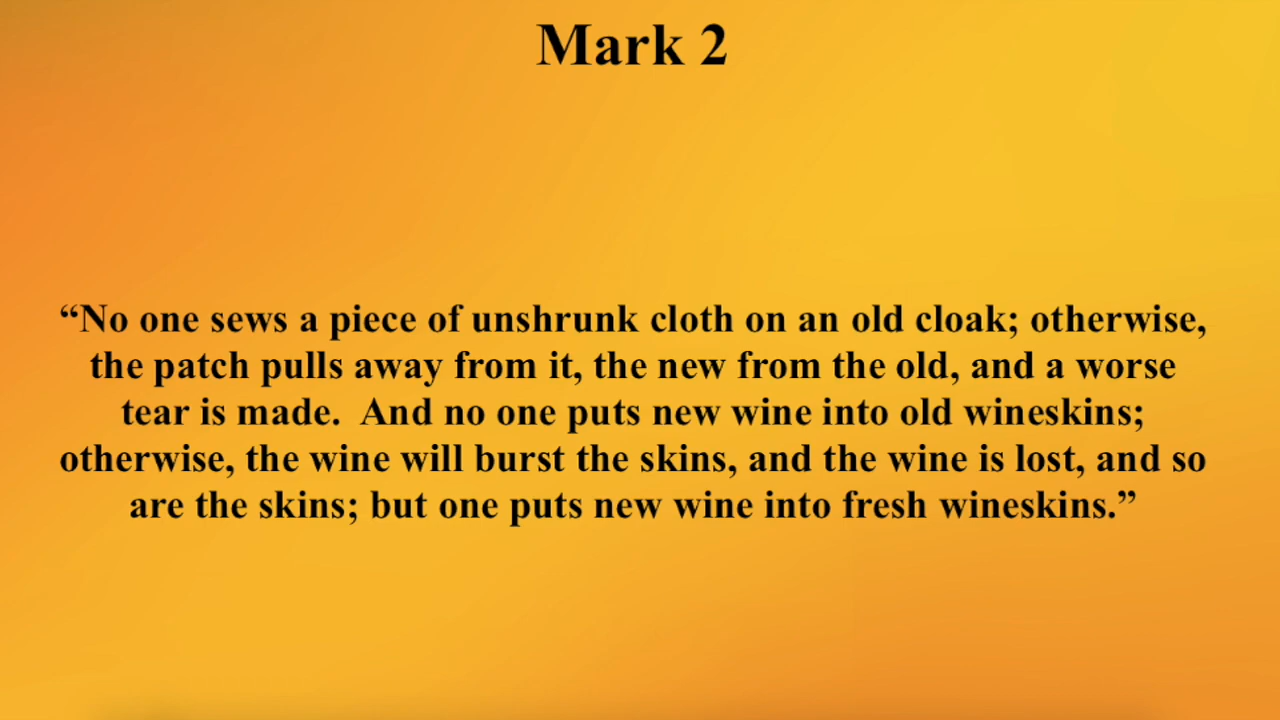 Mark 2
“No one sews a piece of unshrunk cloth on an old cloak; otherwise,
the patch pulls away from it, the new from the old, and a worse
tear is made.  And no one puts new wine into old wineskins;
otherwise, the wine will burst the skins, and the wine is lost, and so
are the skins; but one puts new wine into fresh wineskins.”